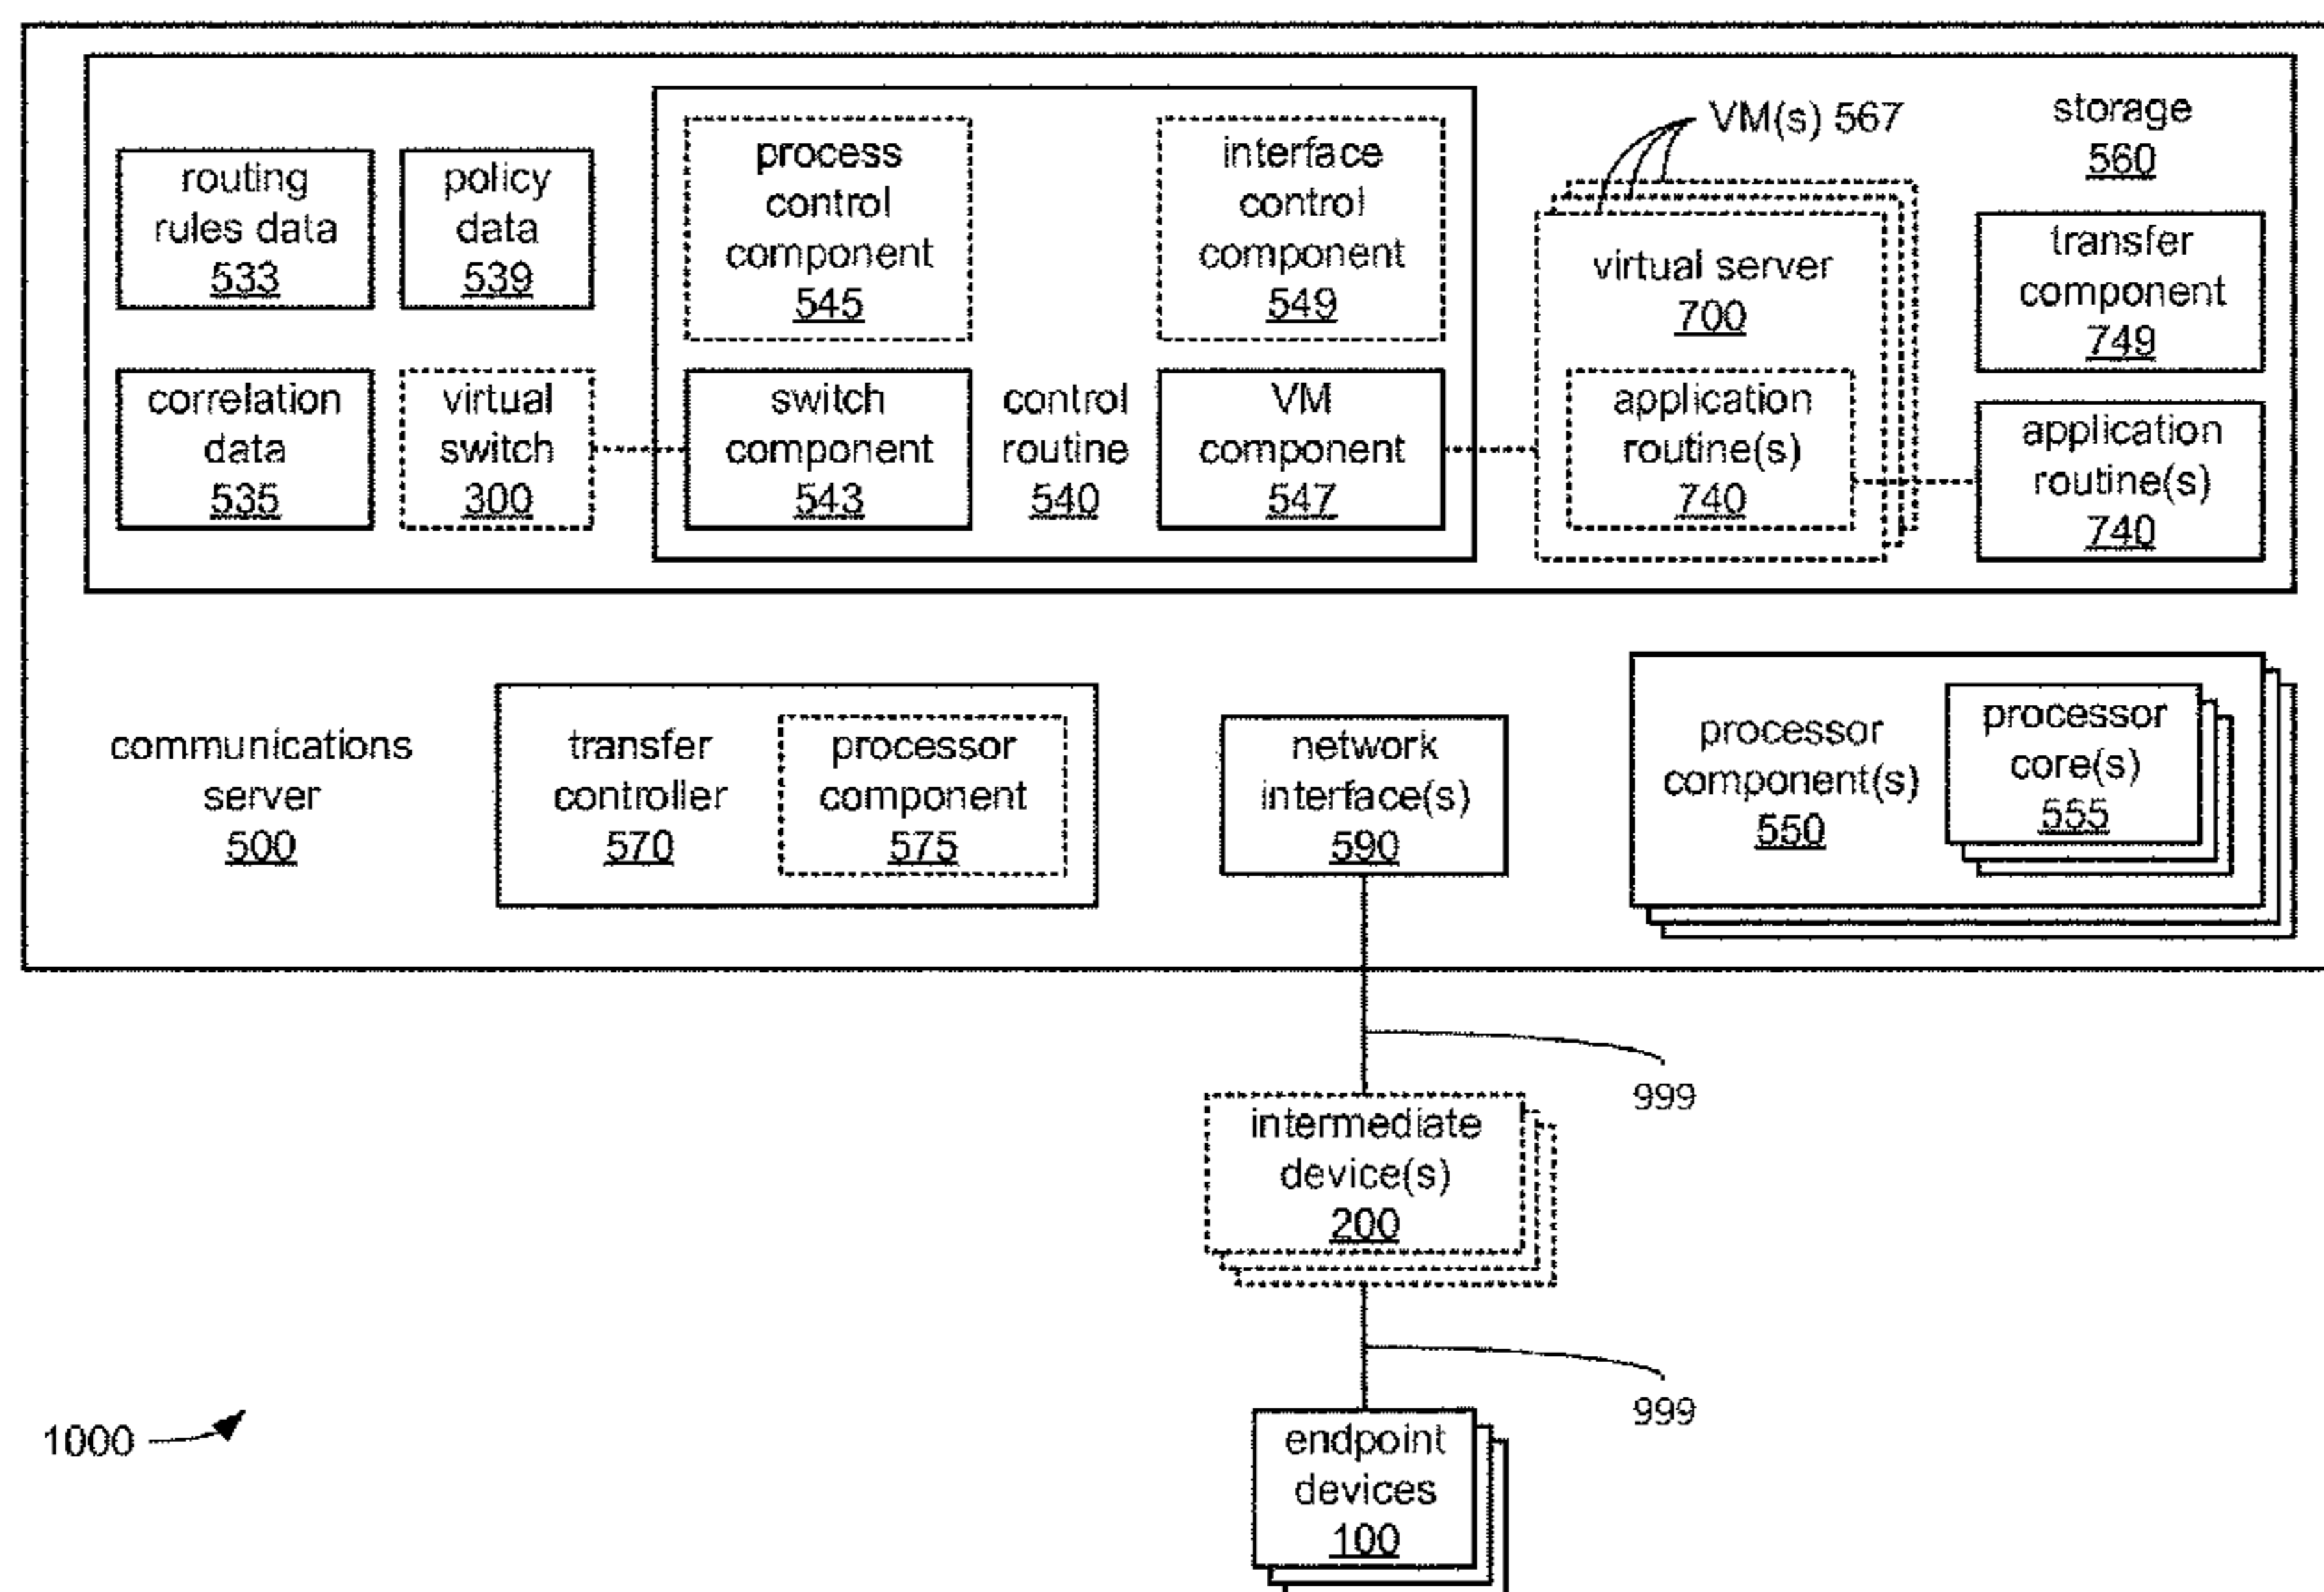 routing
rules data
533
policy
data
539
process
control
component
545
interface
control
component
549
VM(s) 567
storage
560
virtual server
700
transfer
component
749
correlation
data
535
virtual
switch
300
switch
component
543
control
routine
540
VM
component
547
application
routine(s)
740
application
routine(s)
740
communications
server
500
transfer
controller
570
processor
component
575
network
interface(s)
590
processor
component(s)
550
processor
core(s)
555
999
intermediate
device(s)
200
999
1000
endpoint
devices
100